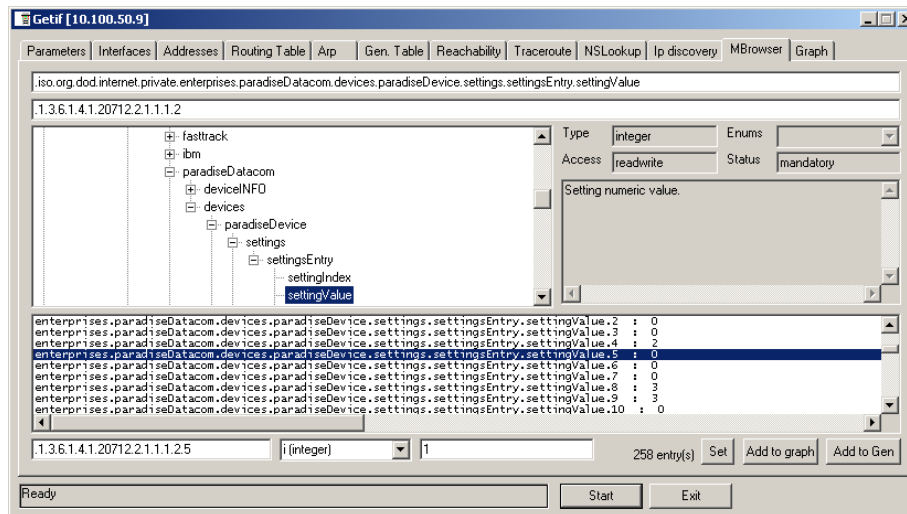 Getif [10.100.50.9]
Parameters Interfaces Addresses Routing Table Arp Gen. Table Reachability Traceroute NSLookup Ip discovery MBrowser Graph
.iso.org.dod.internet.private.enterprises.paradiseDatacom.devices.paradiseDevice.settings.settingsEntry.settingValue
.1.3.6.1.4.1.20712.2.1.1.1.2
fasttrack
ibm
paradiseDatacom
deviceINFO
devices
paradiseDevice
settings
settingsEntry
settingIndex
settingValue
Type integer Enums
Access readwrite Status mandatory
Setting numeric value.
enterprises.paradiseDatacom.devices.paradiseDevice.settings.settingsEntry.settingValue.2 : 0
enterprises.paradiseDatacom.devices.paradiseDevice.settings.settingsEntry.settingValue.3 : 0
enterprises.paradiseDatacom.devices.paradiseDevice.settings.settingsEntry.settingValue.4 : 2
enterprises.paradiseDatacom.devices.paradiseDevice.settings.settingsEntry.settingValue.5 : 0
enterprises.paradiseDatacom.devices.paradiseDevice.settings.settingsEntry.settingValue.6 : 0
enterprises.paradiseDatacom.devices.paradiseDevice.settings.settingsEntry.settingValue.7 : 0
enterprises.paradiseDatacom.devices.paradiseDevice.settings.settingsEntry.settingValue.8 : 3
enterprises.paradiseDatacom.devices.paradiseDevice.settings.settingsEntry.settingValue.9 : 3
enterprises.paradiseDatacom.devices.paradiseDevice.settings.settingsEntry.settingValue.10 : 0
.1.3.6.1.4.1.20712.2.1.1.1.2.5 i (integer) 1 258 entry(s) Set Add to graph Add to Gen
Ready Start Exit